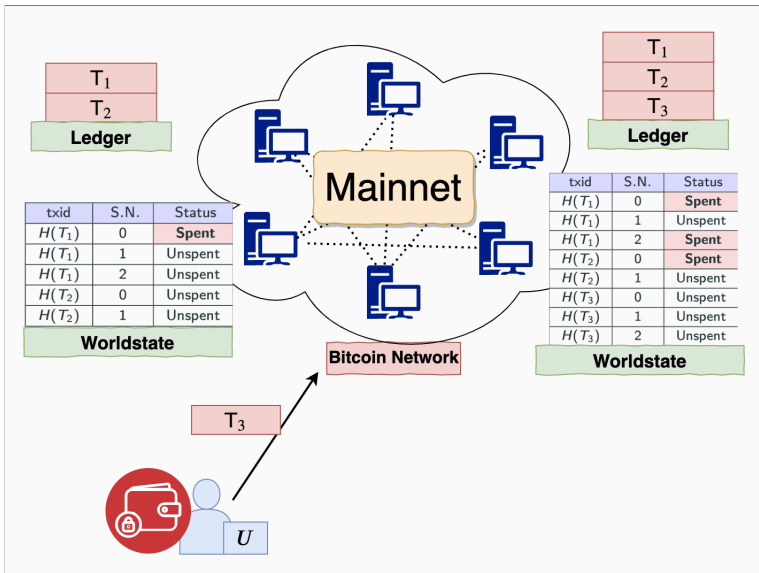 T₁
T₂
Ledger
txid S.N. Status
H(T₁) 0 Spent
H(T₁) 1 Unspent
H(T₁) 2 Unspent
H(T₂) 0 Unspent
H(T₂) 1 Unspent
Worldstate
Mainnet
Bitcoin Network
T₁
T₂
T₃
Ledger
txid S.N. Status
H(T₁) 0 Spent
H(T₁) 1 Unspent
H(T₁) 2 Spent
H(T₂) 0 Spent
H(T₂) 1 Unspent
H(T₃) 0 Unspent
H(T₃) 1 Unspent
H(T₃) 2 Unspent
Worldstate
T₃
U